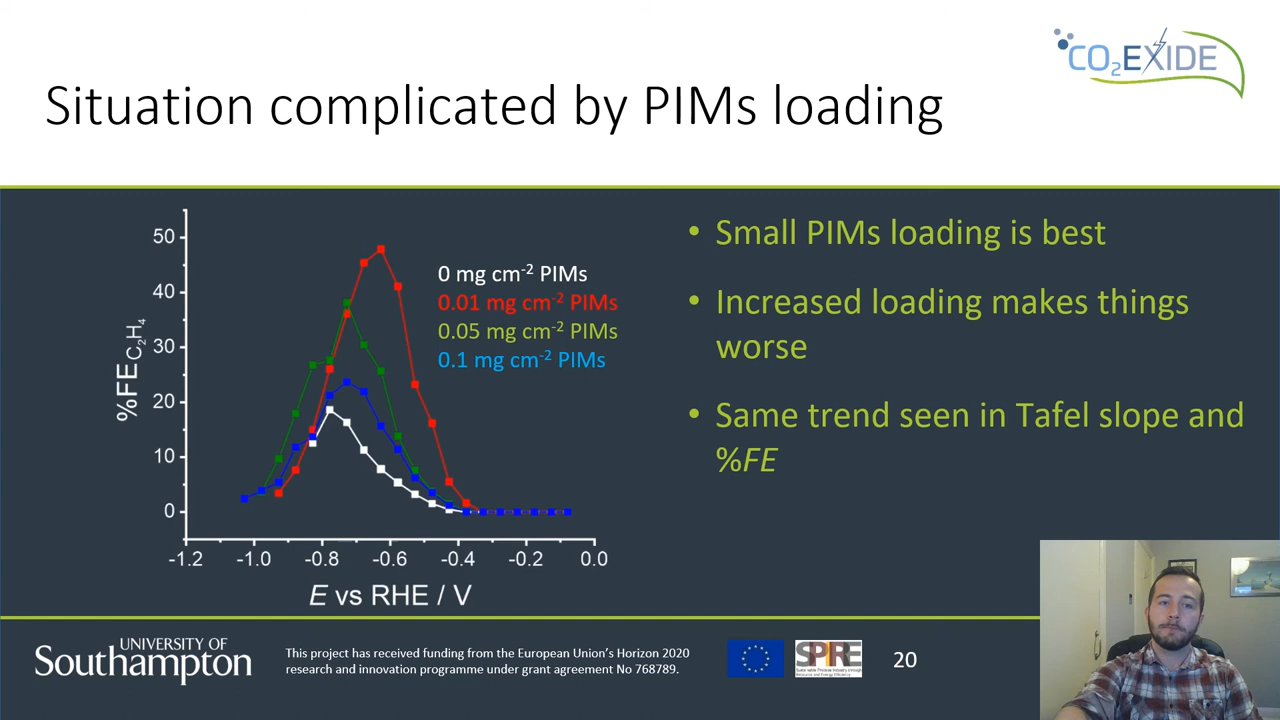 CO2EXIDE
Situation complicated by PIMs loading
50
40
30
20
10
0
%FEC2H4
-1.2 -1.0 -0.8 -0.6 -0.4 -0.2 0.0
E vs RHE / V
0 mg cm-2 PIMs
0.01 mg cm-2 PIMs
0.05 mg cm-2 PIMs
0.1 mg cm-2 PIMs
• Small PIMs loading is best
• Increased loading makes things
worse
• Same trend seen in Tafel slope and
%FE
UNIVERSITY OF
Southampton
This project has received funding from the European Union's Horizon 2020
research and innovation programme under grant agreement No 768789.
SPIRE
20